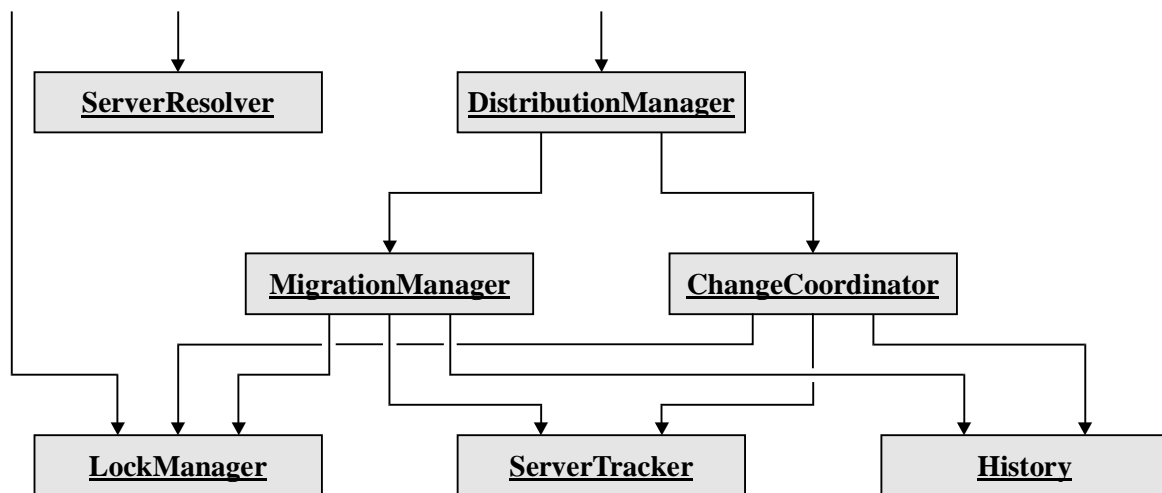 ServerResolver
DistributionManager
MigrationManager
ChangeCoordinator
LockManager
ServerTracker
History